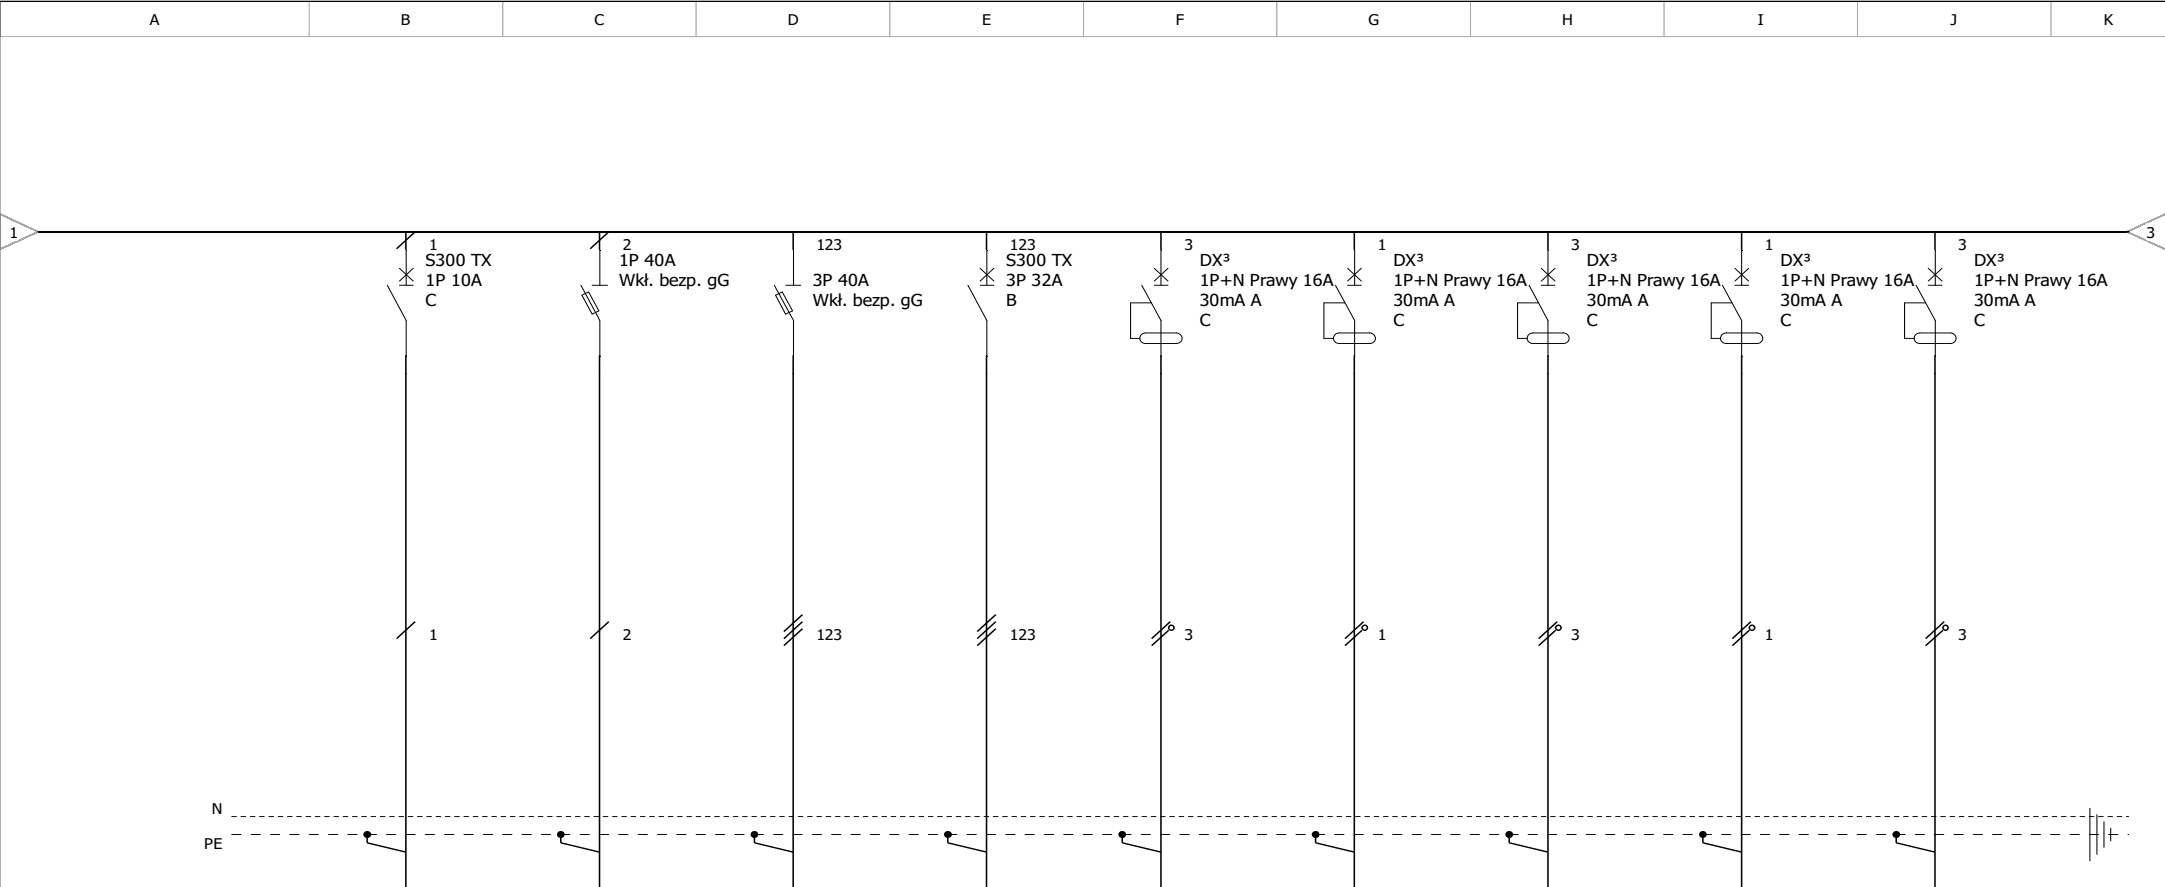 A B C D E F G H I J K
1 3
1 2 123 123 3 1 3 1 3
S300 TX
1P 10A
C
1P 40A
Wkł. bezp. gG
3P 40A
Wkł. bezp. gG
S300 TX
3P 32A
B
DX³
1P+N Prawy 16A
30mA A
C
DX³
1P+N Prawy 16A
30mA A
C
DX³
1P+N Prawy 16A
30mA A
C
DX³
1P+N Prawy 16A
30mA A
C
DX³
1P+N Prawy 16A
30mA A
C
1 2 123 123 3 1 3 1 3
N
PE